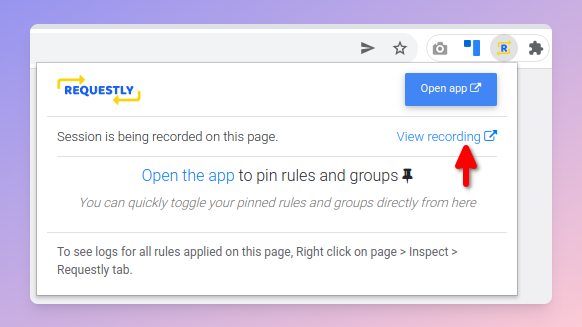 R
REQUESTLY
Open app
Session is being recorded on this page.
View recording
Open the app to pin rules and groups
You can quickly toggle your pinned rules and groups directly from here
To see logs for all rules applied on this page, Right click on page > Inspect >
Requestly tab.